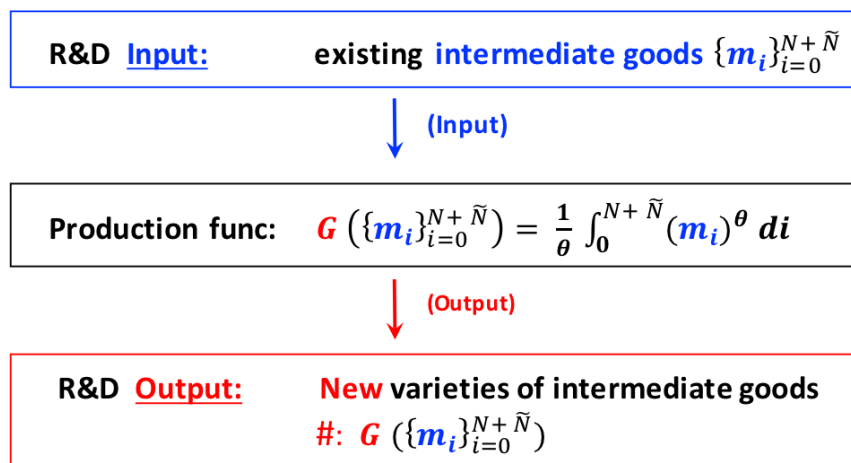 R&D Input: existing intermediate goods {m_i}_{i=0}^{N+ Ñ}
(Input)
Production func: G ({m_i}_{i=0}^{N+ Ñ}) = \frac{1}{θ} ∫_0^{N+ Ñ} (m_i)^θ di
(Output)
R&D Output: New varieties of intermediate goods
#: G ({m_i}_{i=0}^{N+ Ñ})